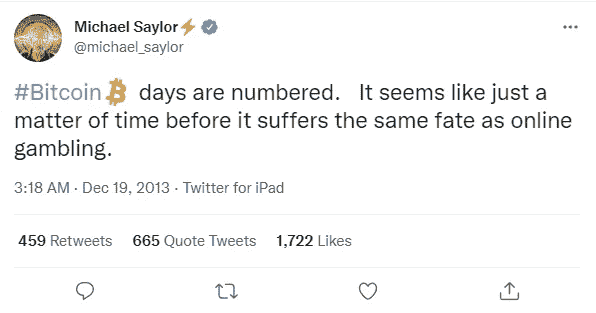 Michael Saylor⚡
@michael_saylor
#Bitcoin days are numbered. It seems like just a
matter of time before it suffers the same fate as online
gambling.
3:18 AM · Dec 19, 2013 · Twitter for iPad
459 Retweets 665 Quote Tweets 1,722 Likes